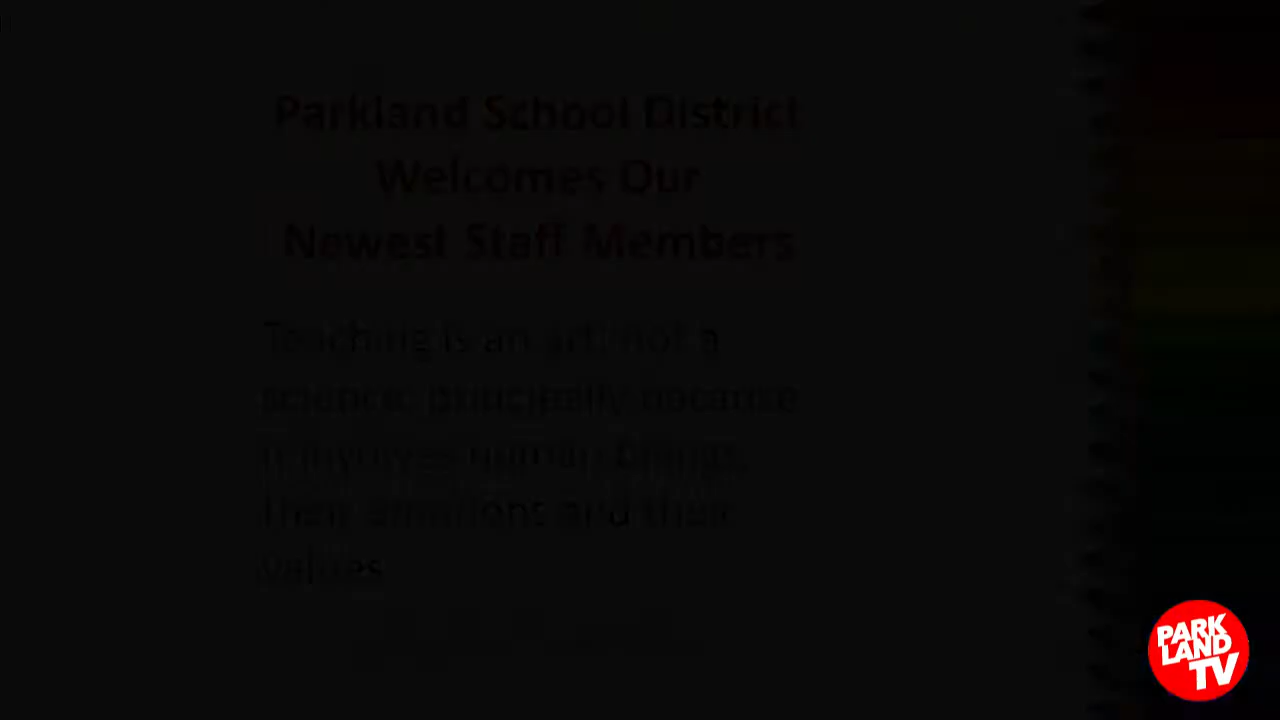 Parkland School District
Welcomes Our
Newest Staff Members
Teaching is an art, not a
science, principally because
it involves human beings,
their emotions and their
values
PARK
LAND
TV